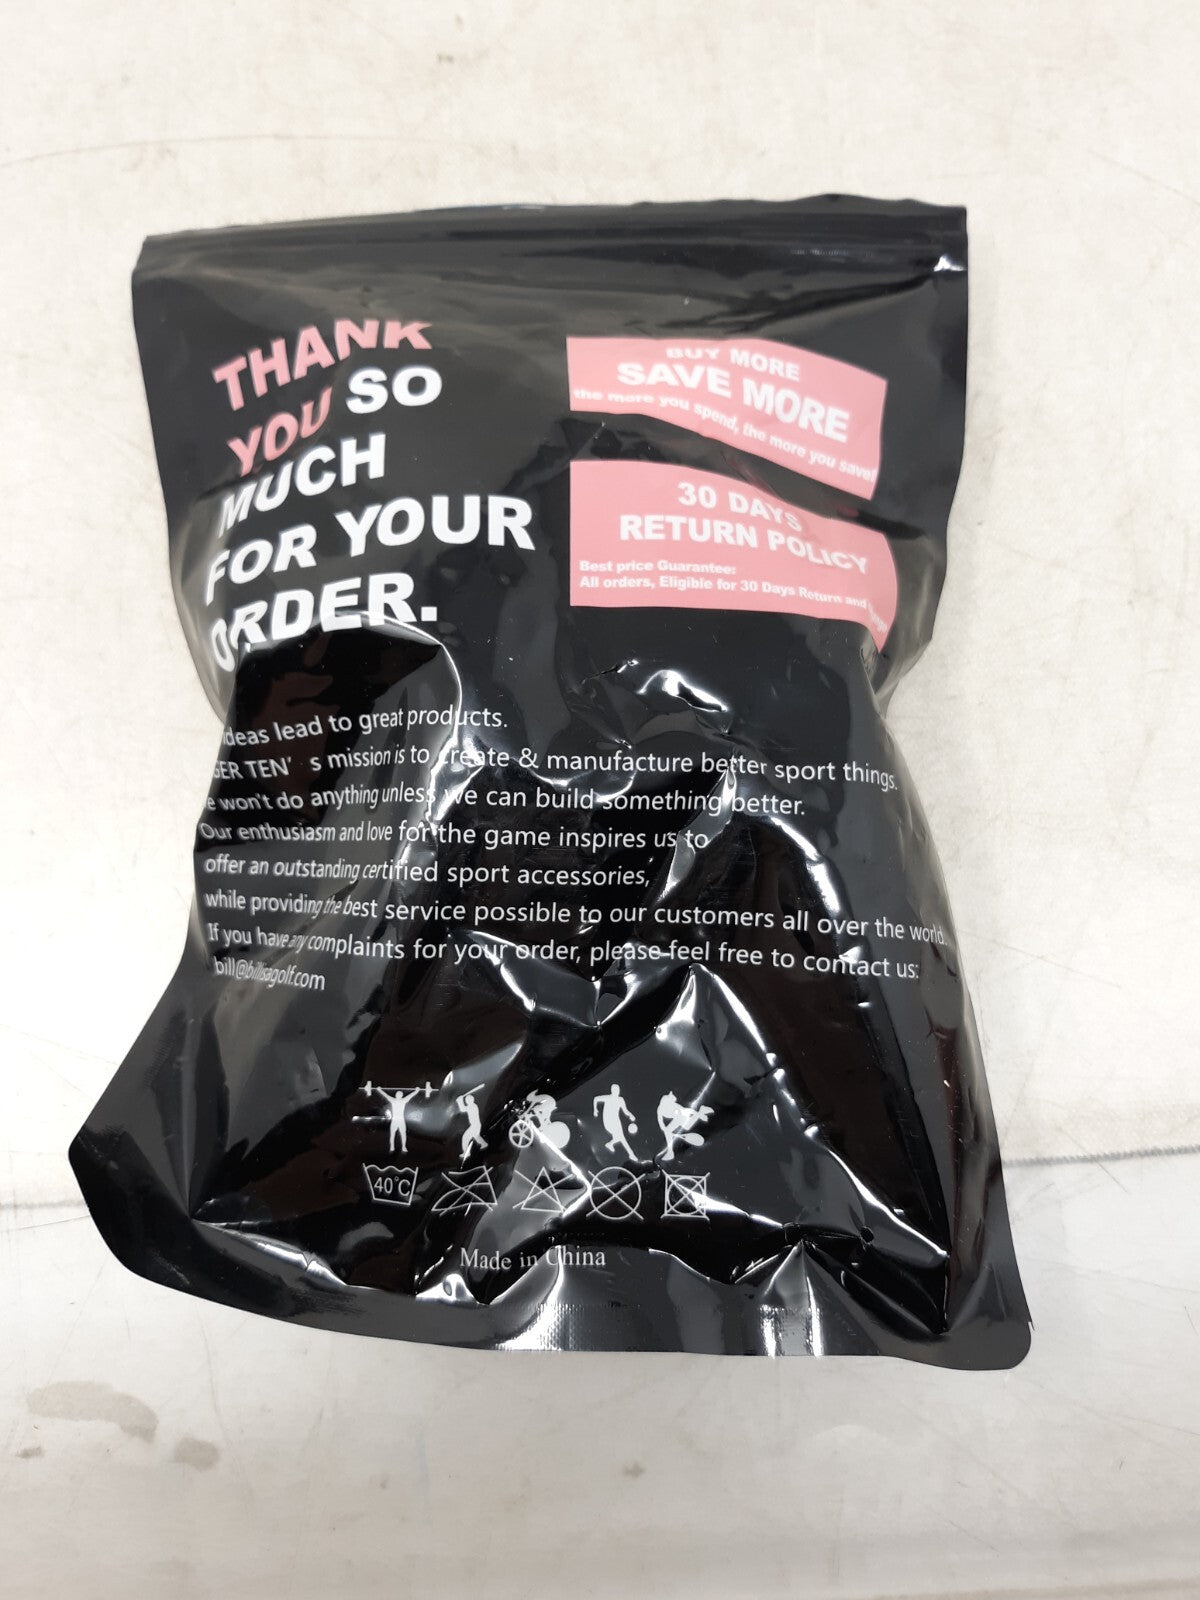 THANK
YOU SO
MUCH
FOR YOUR
ORDER.
BUY MORE
SAVE MORE
the more you spend, the more you save!
30 DAYS
RETURN POLICY
Best price Guarantee:
All orders, Eligible for 30 Days Return and
ideas lead to great products.
GER TEN' s mission is to create & manufacture better sport things.
e won't do anything unless we can build something better.
Our enthusiasm and love for the game inspires us to
offer an outstanding certified sport accessories,
while providing the best service possible to our customers all over the world.
If you have any complaints for your order, please feel free to contact us:
bill@billisagolf.com
40°C
Made in China